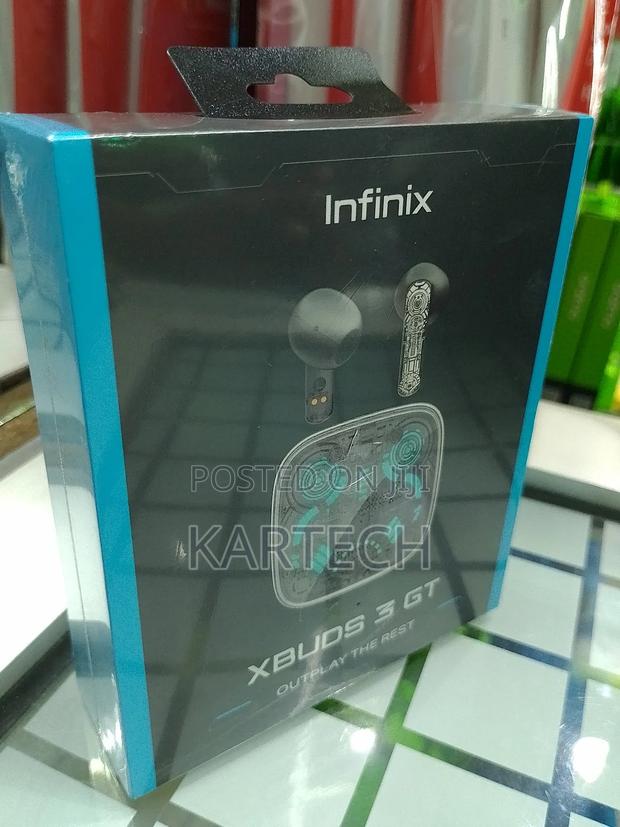 Infinix
POSTED ON JIJI
KARTECH
XBUDS 3 GT
OUTPLAY THE REST